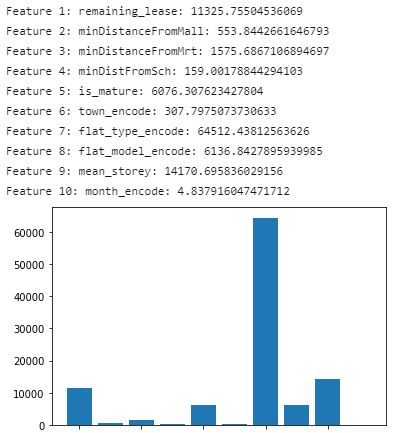 Feature 1: remaining_lease: 11325.75504536069
Feature 2: minDistanceFromMall: 553.8442661646793
Feature 3: minDistanceFromMrt: 1575.6867106894697
Feature 4: minDistFromSch: 159.00178844294103
Feature 5: is_mature: 6076.307623427804
Feature 6: town_encode: 307.7975073730633
Feature 7: flat_type_encode: 64512.43812563626
Feature 8: flat_model_encode: 6136.8427895939985
Feature 9: mean_storey: 14170.695836029156
Feature 10: month_encode: 4.837916047471712
60000
50000
40000
30000
20000
10000
0